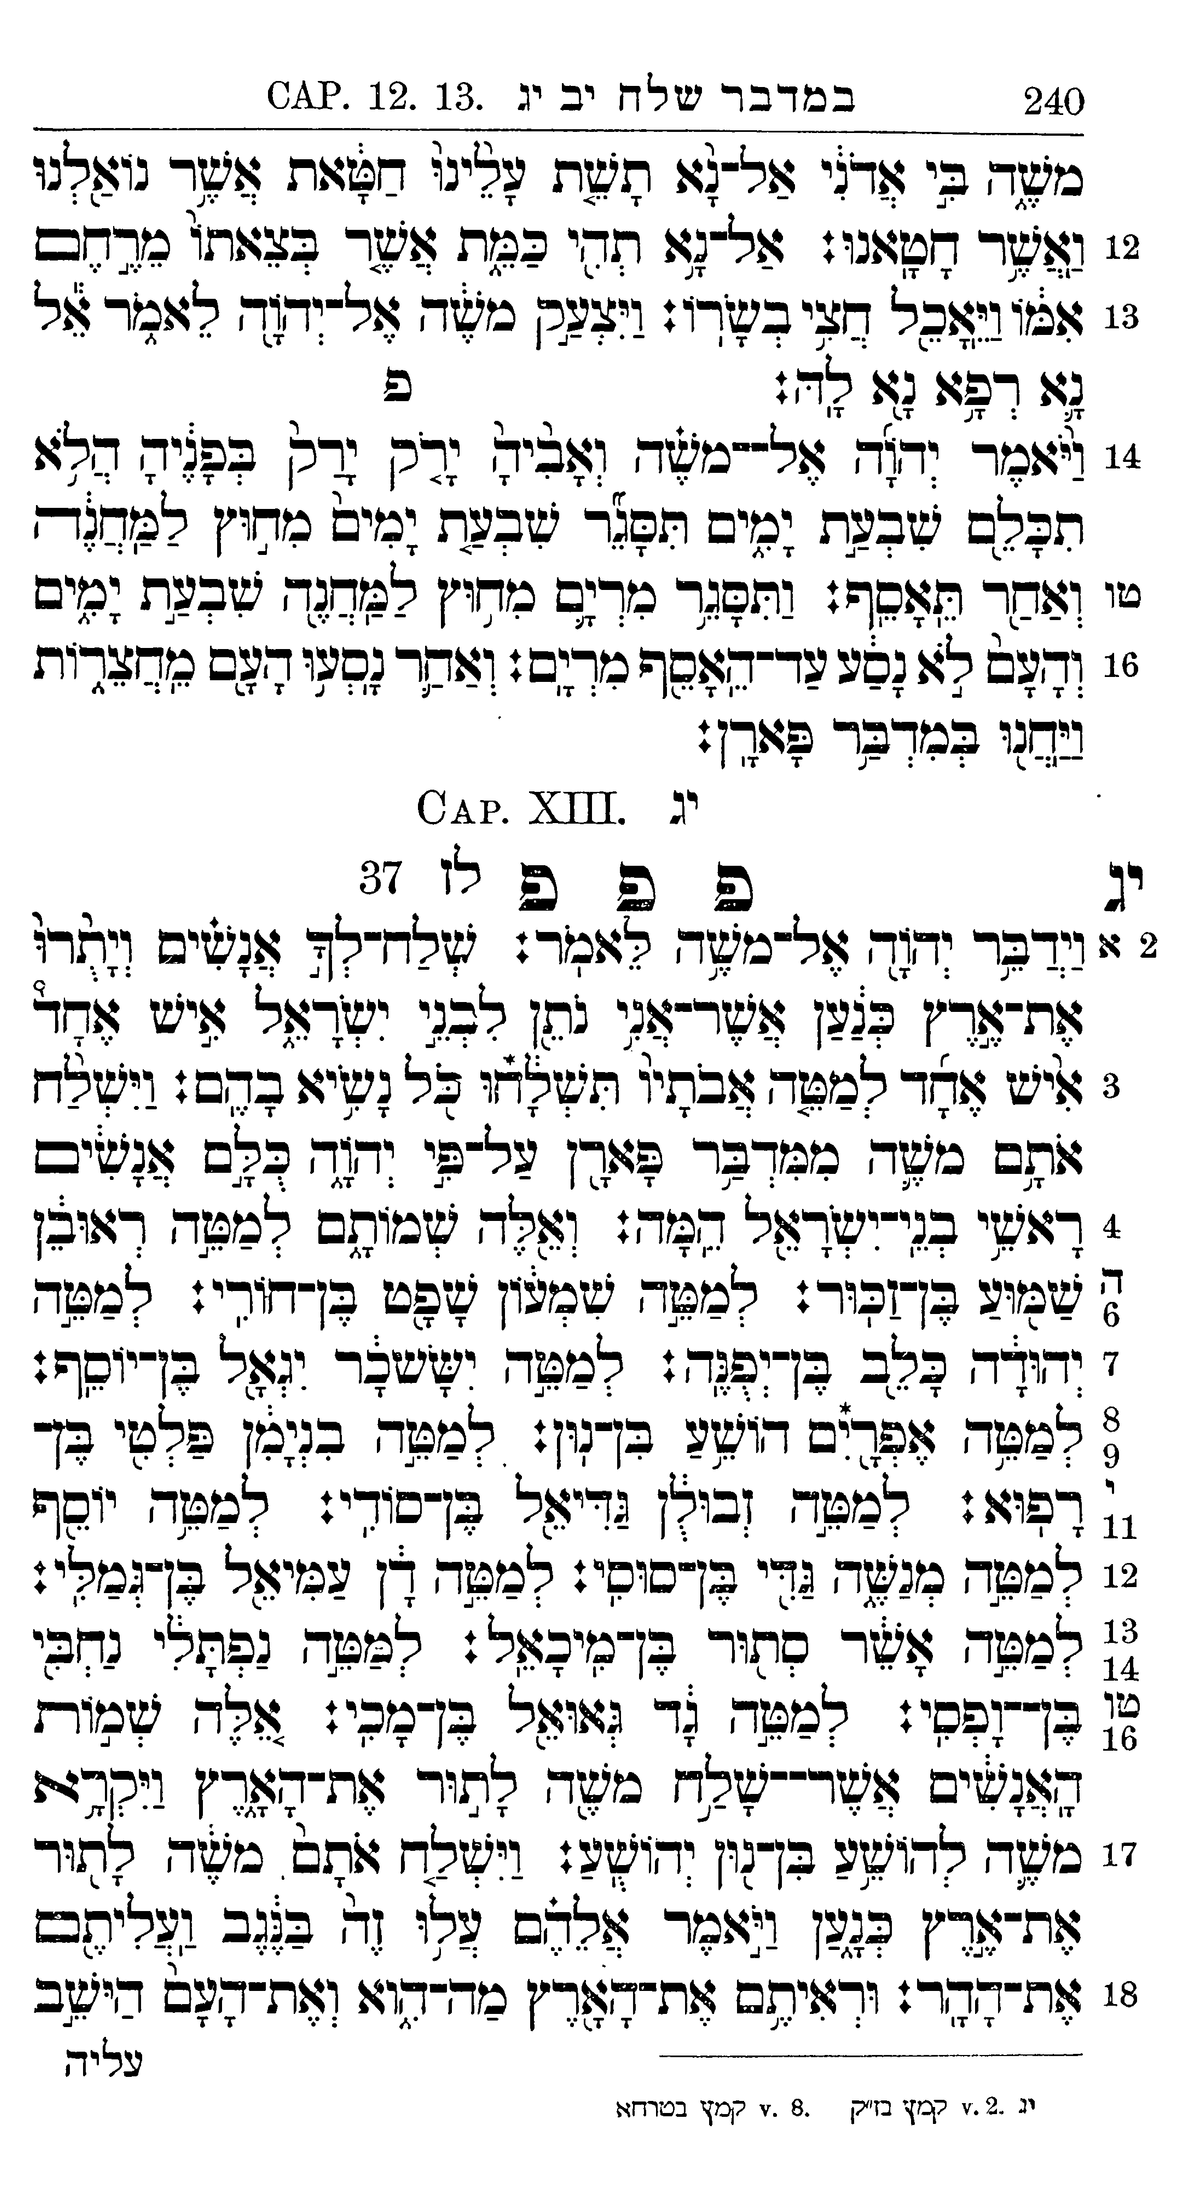 240 במדבר שלח יב יג CAP. 12. 13.
מֹשֶׁ֑ה בִּ֣י אֲדֹנִ֔י אַל־נָ֨א תָשֵׁ֤ת עָלֵ֙ינוּ֙ חַטָּ֔את אֲשֶׁ֥ר נוֹאַ֖לְנוּ
12 וַאֲשֶׁ֥ר חָטָֽאנוּ׃ אַל־נָ֥א תְהִ֖י כַּמֵּ֑ת אֲשֶׁ֤ר בְּצֵאתוֹ֙ מֵרֶ֣חֶם
13 אִמּ֔וֹ וַיֵּאָכֵ֖ל חֲצִ֥י בְשָׂרֽוֹ׃ וַיִּצְעַ֣ק מֹשֶׁ֔ה אֶל־יְהוָֹ֖ה לֵאמֹ֑ר אֵ֕ל
נָ֛א רְפָ֥א נָ֖א לָֽהּ׃ פ
14 וַיֹּ֨אמֶר יְהוָֹ֜ה אֶל־מֹשֶׁ֗ה וְאָבִ֙יהָ֙ יָרֹ֤ק יָרַק֙ בְּפָנֶ֔יהָ הֲלֹ֥א
תִכָּלֵ֖ם שִׁבְעַ֣ת יָמִ֑ים תִּסָּגֵ֞ר שִׁבְעַ֤ת יָמִים֙ מִח֣וּץ לַֽמַּחֲנֶ֔ה
טו וְאַחַ֖ר תֵּאָסֵֽף׃ וַתִּסָּגֵ֥ר מִרְיָ֛ם מִח֥וּץ לַֽמַּחֲנֶ֖ה שִׁבְעַ֣ת יָמִ֑ים
16 וְהָעָם֙ לֹ֣א נָסַ֔ע עַד־הֵאָסֵ֖ף מִרְיָֽם׃ וְאַחַ֛ר נָסְע֥וּ הָעָ֖ם מֵחֲצֵר֑וֹת
וַֽיַּחֲנ֖וּ בְּמִדְבַּ֥ר פָּארָֽן׃
CAP. XIII. יג
יג פ פ פ לז 37
א 2 וַיְדַבֵּ֥ר יְהוָֹ֖ה אֶל־מֹשֶׁ֥ה לֵּאמֹֽר׃ שְׁלַח־לְךָ֣ אֲנָשִׁ֗ים וְיָתֻ֙רוּ֙
אֶת־אֶ֣רֶץ כְּנַ֔עַן אֲשֶׁר־אֲנִ֥י נֹתֵ֖ן לִבְנֵ֣י יִשְׂרָאֵ֑ל אִ֣ישׁ אֶחָד֩
3 אִ֨ישׁ אֶחָ֜ד לְמַטֵּ֤ה אֲבֹתָיו֙ תִּשְׁלָ֔חוּ* כֹּ֖ל נָשִׂ֥יא בָהֶֽם׃ וַיִּשְׁלַ֨ח
אֹתָ֥ם מֹשֶׁ֛ה מִמִּדְבַּ֥ר פָּארָ֖ן עַל־פִּ֣י יְהוָֹ֑ה כֻּלָּ֣ם אֲנָשִׁ֔ים
4 רָאשֵׁ֥י בְנֵֽי־יִשְׂרָאֵ֖ל הֵֽמָּה׃ וְאֵ֖לֶּה שְׁמוֹתָ֑ם לְמַטֵּ֣ה רְאוּבֵ֔ן
ה 6 שַׁמּ֖וּעַ בֶּן־זַכּֽוּר׃ לְמַטֵּ֣ה שִׁמְע֔וֹן שָׁפָ֖ט בֶּן־חוֹרִֽי׃ לְמַטֵּ֣ה
7 יְהוּדָ֔ה כָּלֵ֖ב בֶּן־יְפֻנֶּֽה׃ לְמַטֵּ֣ה יִשָּׂשכָ֔ר יִגְאָ֖ל בֶּן־יוֹסֵֽף׃
8 9 לְמַטֵּ֥ה אֶפְרָ֖יִם* הוֹשֵׁ֥עַ בִּן־נֽוּן׃ לְמַטֵּ֣ה בִנְיָמִ֔ן פַּלְטִ֖י בֶּן־
י 11 רָפֽוּא׃ לְמַטֵּ֣ה זְבוּלֻ֔ן גַּדִּיאֵ֖ל בֶּן־סוֹדִֽי׃ לְמַטֵּ֥ה יוֹסֵ֖ף
12 לְמַטֵּ֣ה מְנַשֶּׁ֑ה גַּדִּ֖י בֶּן־סוּסִֽי׃ לְמַטֵּ֣ה דָ֔ן עַמִּיאֵ֖ל בֶּן־גְּמַלִּֽי׃
13 14 לְמַטֵּ֣ה אָשֵׁ֔ר סְת֖וּר בֶּן־מִֽיכָאֵֽל׃ לְמַטֵּ֣ה נַפְתָּלִ֔י נַחְבִּ֖י
טו 16 בֶּן־וָפְסִֽי׃ לְמַטֵּ֣ה גָ֔ד גְּאוּאֵ֖ל בֶּן־מָכִֽי׃ אֵ֚לֶּה שְׁמ֣וֹת
הָֽאֲנָשִׁ֔ים אֲשֶׁר־שָׁלַ֥ח מֹשֶׁ֖ה לָת֣וּר אֶת־הָאָ֑רֶץ וַיִּקְרָ֥א
17 מֹשֶׁ֛ה לְהוֹשֵׁ֥עַ בִּן־נ֖וּן יְהוֹשֻֽׁעַ׃ וַיִּשְׁלַ֤ח אֹתָם֙ מֹשֶׁ֔ה לָת֖וּר
אֶת־אֶ֣רֶץ כְּנָ֑עַן וַיֹּ֣אמֶר אֲלֵהֶ֗ם עֲל֥וּ זֶה֙ בַּנֶּ֔גֶב וַעֲלִיתֶ֖ם
18 אֶת־הָהָֽר׃ וּרְאִיתֶ֥ם אֶת־הָאָ֖רֶץ מַה־הִ֑וא וְאֶת־הָעָם֙ הַיֹּשֵׁ֣ב
עליה
יג v. 2. קמץ בז״ק v. 8. קמץ בטרחא